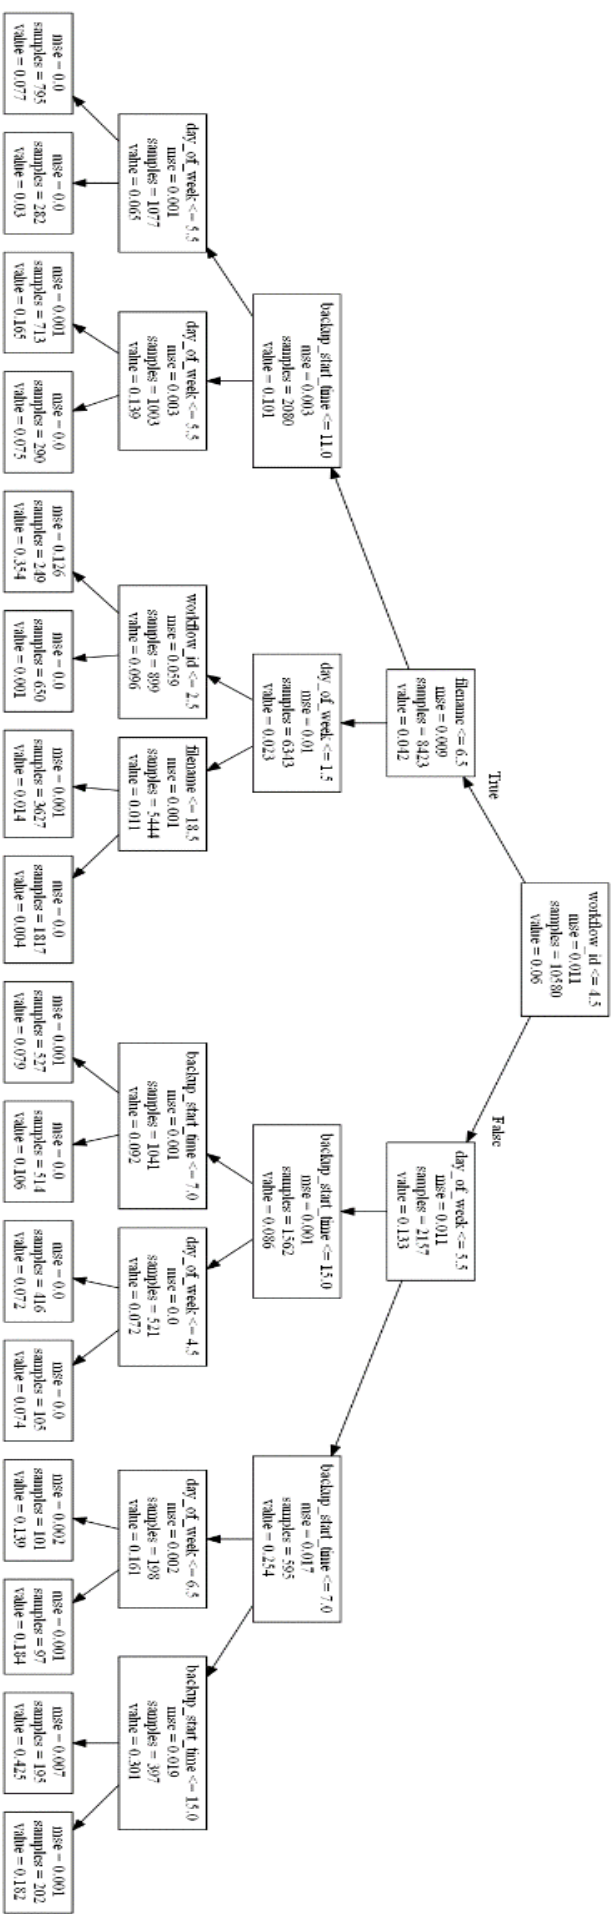 workflow_id <= 4.5
mse = 0.011
samples = 10580
value = 0.06
True
False
filename <= 6.5
mse = 0.009
samples = 8423
value = 0.042
day_of_week <= 5.5
mse = 0.011
samples = 2157
value = 0.133
backup_start_time <= 11.0
mse = 0.003
samples = 2080
value = 0.101
day_of_week <= 1.5
mse = 0.01
samples = 6343
value = 0.023
backup_start_time <= 15.0
mse = 0.001
samples = 1562
value = 0.086
backup_start_time <= 7.0
mse = 0.017
samples = 595
value = 0.254
day_of_week <= 5.5
mse = 0.001
samples = 1077
value = 0.065
day_of_week <= 5.5
mse = 0.003
samples = 1003
value = 0.139
workflow_id <= 2.5
mse = 0.059
samples = 899
value = 0.096
filename <= 18.5
mse = 0.001
samples = 5444
value = 0.011
backup_start_time <= 7.0
mse = 0.001
samples = 1041
value = 0.092
day_of_week <= 4.5
mse = 0.0
samples = 521
value = 0.072
day_of_week <= 6.5
mse = 0.002
samples = 198
value = 0.161
backup_start_time <= 15.0
mse = 0.019
samples = 397
value = 0.301
mse = 0.0
samples = 795
value = 0.077
mse = 0.0
samples = 282
value = 0.03
mse = 0.001
samples = 713
value = 0.165
mse = 0.0
samples = 290
value = 0.075
mse = 0.126
samples = 249
value = 0.354
mse = 0.0
samples = 650
value = 0.001
mse = 0.001
samples = 3627
value = 0.014
mse = 0.0
samples = 1817
value = 0.004
mse = 0.001
samples = 527
value = 0.079
mse = 0.0
samples = 514
value = 0.106
mse = 0.0
samples = 416
value = 0.072
mse = 0.0
samples = 105
value = 0.074
mse = 0.002
samples = 101
value = 0.139
mse = 0.001
samples = 97
value = 0.184
mse = 0.007
samples = 195
value = 0.425
mse = 0.001
samples = 202
value = 0.182